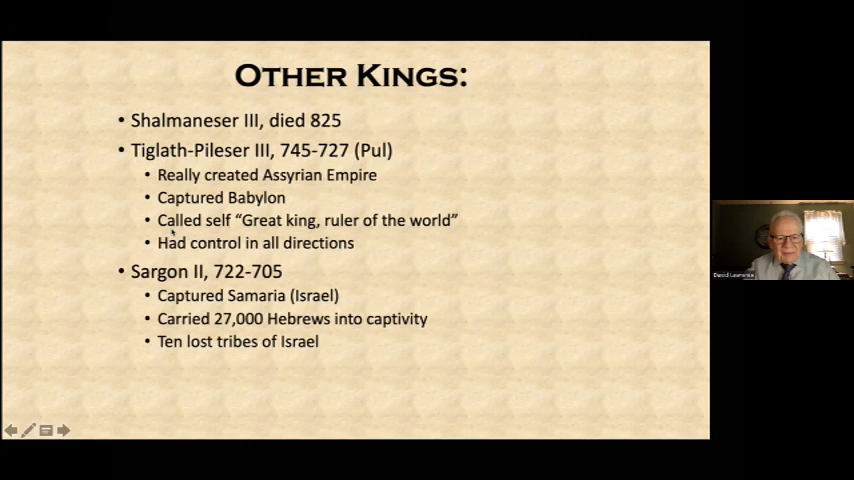 Other Kings:
• Shalmaneser III, died 825
• Tiglath-Pileser III, 745-727 (Pul)
• Really created Assyrian Empire
• Captured Babylon
• Called self “Great king, ruler of the world”
• Had control in all directions
• Sargon II, 722-705
• Captured Samaria (Israel)
• Carried 27,000 Hebrews into captivity
• Ten lost tribes of Israel
David Lawrence